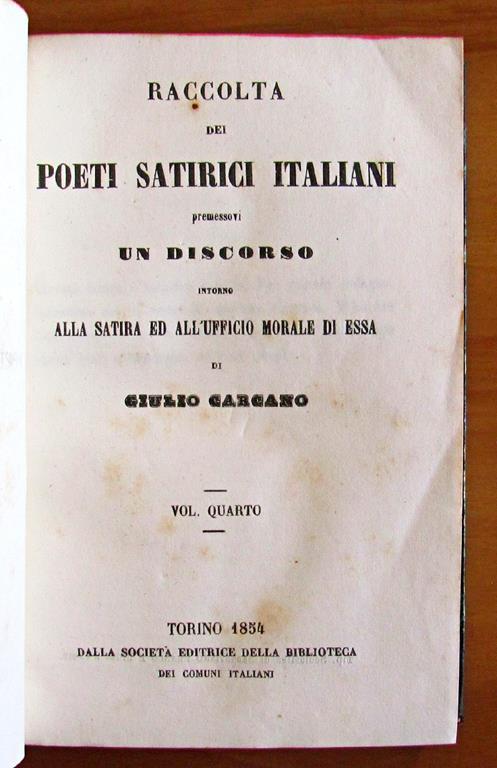 RACCOLTA
DEI
POETI SATIRICI ITALIANI
premessovi
UN DISCORSO
INTORNO
ALLA SATIRA ED ALL'UFFICIO MORALE DI ESSA
DI
GIULIO CARCANO
VOL. QUARTO
TORINO 1854
DALLA SOCIETÀ EDITRICE DELLA BIBLIOTECA
DEI COMUNI ITALIANI